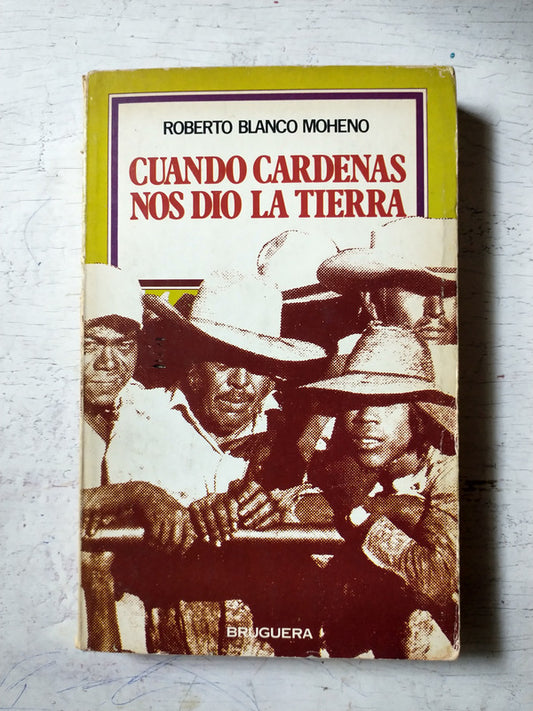 ROBERTO BLANCO MOHENO
CUANDO CARDENAS
NOS DIO LA TIERRA
BRUGUERA